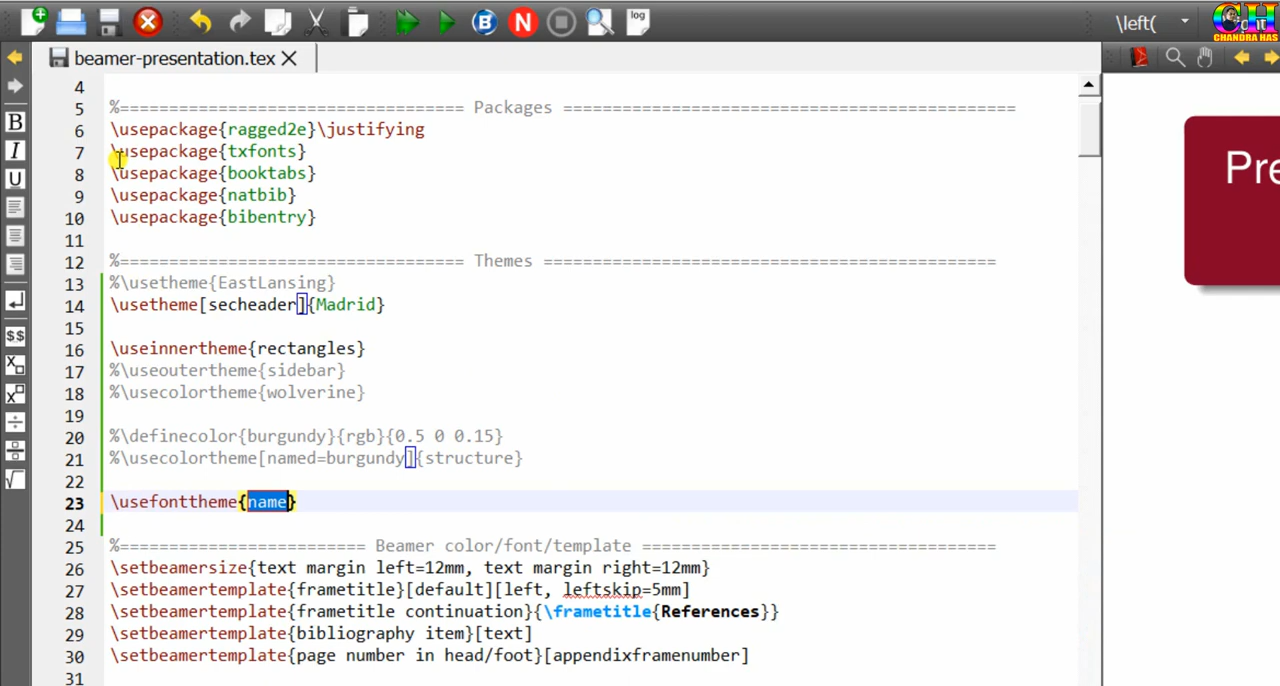 log
\left(
CHANDRA HAS
beamer-presentation.tex
4
5 %=================================== Packages ==========================================
6 \usepackage{ragged2e}\justifying
7 \usepackage{txfonts}
8 \usepackage{booktabs}
9 \usepackage{natbib}
10 \usepackage{bibentry}
11
12 %=================================== Themes ==========================================
13 %\usetheme{EastLansing}
14 \usetheme[secheader]{Madrid}
15
16 \useinnertheme{rectangles}
17 %\useoutertheme{sidebar}
18 %\usecolortheme{wolverine}
19
20 %\definecolor{burgundy}{rgb}{0.5 0 0.15}
21 %\usecolortheme[named=burgundy]{structure}
22
23 \usefonttheme{name}
24
25 %========================= Beamer color/font/template =================================
26 \setbeamersize{text margin left=12mm, text margin right=12mm}
27 \setbeamertemplate{frametitle}[default][left, leftskip=5mm]
28 \setbeamertemplate{frametitle continuation}{\frametitle{References}}
29 \setbeamertemplate{bibliography item}[text]
30 \setbeamertemplate{page number in head/foot}[appendixframenumber]
31
B
I
U
$$
Pre